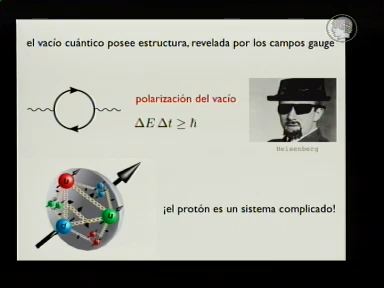 el vacío cuántico posee estructura, revelada por los campos gauge
polarización del vacío
ΔE Δt ≥ ħ
Heisenberg
¡el protón es un sistema complicado!